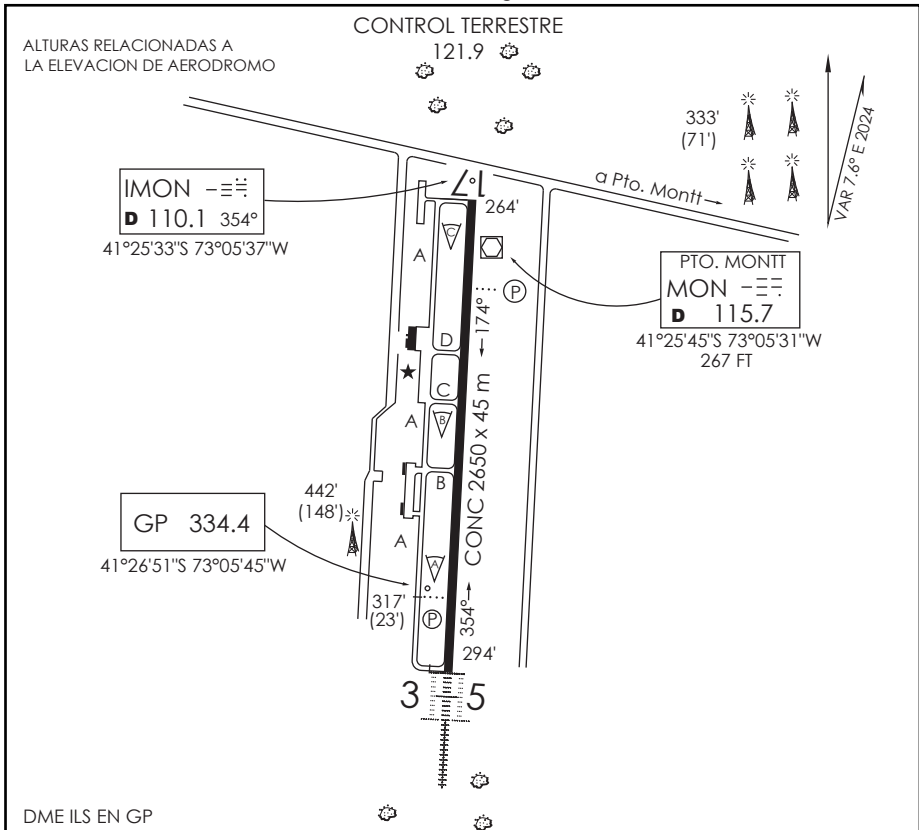 ALTURAS RELACIONADAS A
LA ELEVACION DE AERODROMO
CONTROL TERRESTRE
121.9
333'
(71')
VAR 7.6° E 2024
a Pto. Montt
IMON
D 110.1 354°
41°25'33"S 73°05'37"W
17
264'
C
A
P
PTO. MONTT
MON
D 115.7
41°25'45"S 73°05'31"W
267 FT
174°
D
C
A
B
CONC 2650 x 45 m
B
442'
(148')
GP 334.4
41°26'51"S 73°05'45"W
A
A
317'
(23')
P
354°
294'
3 5
DME ILS EN GP